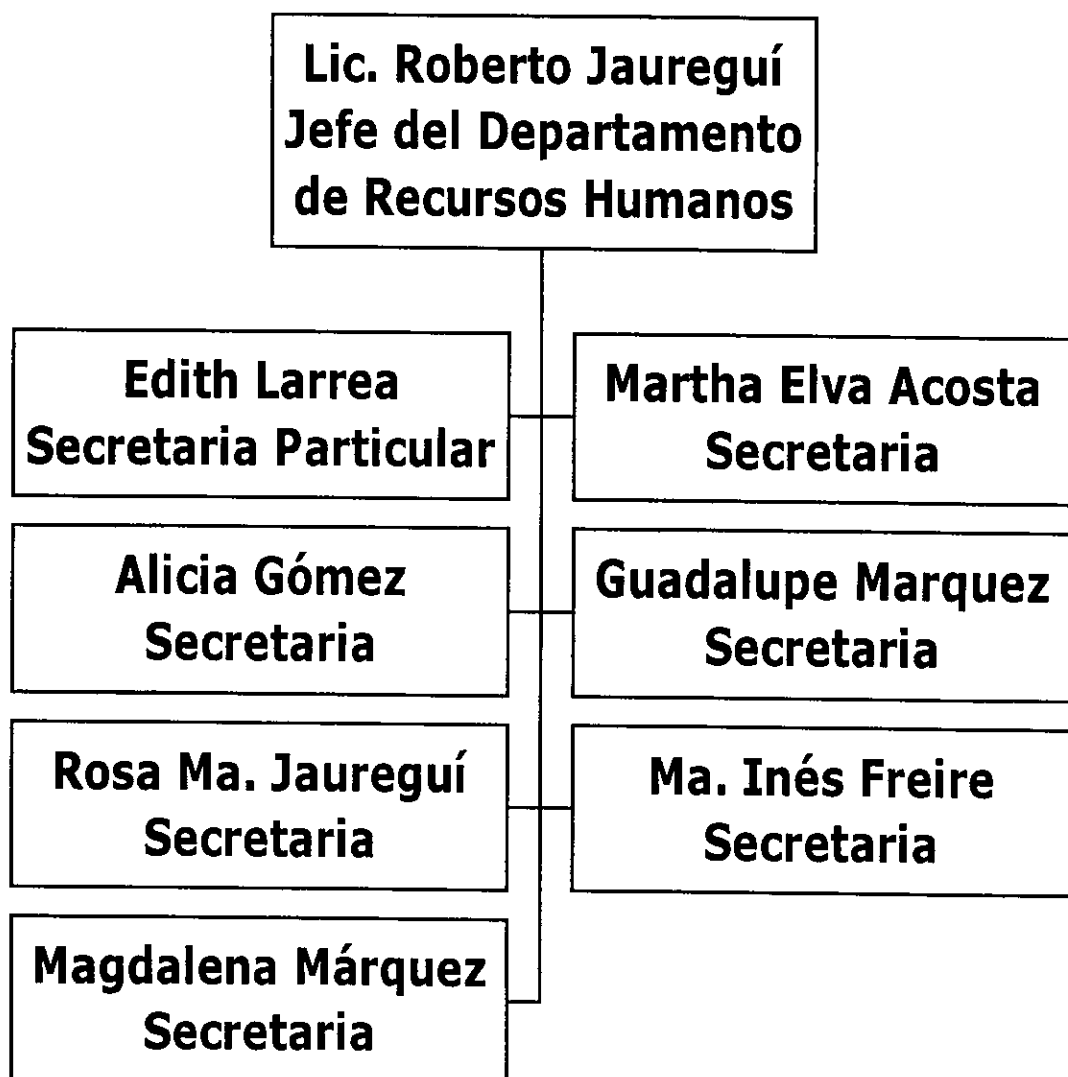 Lic. Roberto Jaureguí
Jefe del Departamento
de Recursos Humanos
Edith Larrea
Secretaria Particular
Martha Elva Acosta
Secretaria
Alicia Gómez
Secretaria
Guadalupe Marquez
Secretaria
Rosa Ma. Jaureguí
Secretaria
Ma. Inés Freire
Secretaria
Magdalena Márquez
Secretaria